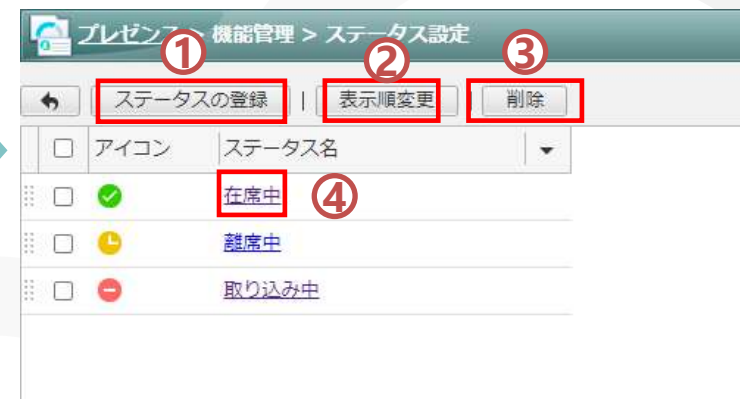 プレゼンス > 機能管理 > ステータス設定
① ② ③
ステータスの登録 | 表示順変更 | 削除
アイコン ステータス名
在席中 ④
離席中
取り込み中